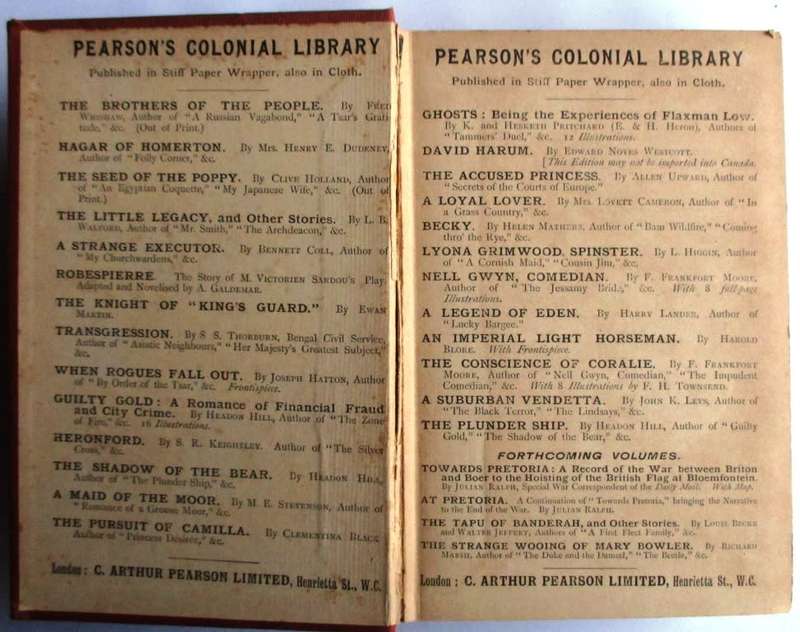 PEARSON'S COLONIAL LIBRARY
Published in Stiff Paper Wrapper, also in Cloth.
THE BROTHERS OF THE PEOPLE. By Fred
Whishaw, Author of "A Russian Vagabond," "A Tsar's Grati-
tude," &c. (Out of Print.)
HAGAR OF HOMERTON. By Mrs. Henry E. Dudeney,
Author of "Folly Corner," &c.
THE SEED OF THE POPPY. By Clive Holland, Author
of "An Egyptian Coquette," "My Japanese Wife," &c. (Out of
Print.)
THE LITTLE LEGACY, and Other Stories. By L. B.
Walford, Author of "Mr. Smith," "The Archdeacon," &c.
A STRANGE EXECUTOR. By Bennett Coll, Author of
"My Churchwardens," &c.
ROBESPIERRE. The Story of M. Victorien Sardou's Play.
Adapted and Novelised by A. Galdemar.
THE KNIGHT OF "KING'S GUARD." By Ewan
Martin.
TRANSGRESSION. By S. S. Thorburn, Bengal Civil Service,
Author of "Asiatic Neighbours," "Her Majesty's Greatest Subject,"
&c.
WHEN ROGUES FALL OUT. By Joseph Hatton, Author
of "By Order of the Tsar," &c. Frontispiece.
GUILTY GOLD: A Romance of Financial Fraud
and City Crime. By Headon Hill, Author of "The Zone
of Fire," &c. 16 Illustrations.
HERONFORD. By S. R. Keightley. Author of "The Silver
Cross," &c.
THE SHADOW OF THE BEAR. By Headon Hill,
Author of "The Plunder Ship," &c.
A MAID OF THE MOOR. By M. E. Stevenson, Author of
"Romance of a Grouse Moor," &c.
THE PURSUIT OF CAMILLA. By Clementina Black,
Author of "Princess Desirée," &c.
London: C. ARTHUR PEARSON LIMITED, Henrietta St., W.C.
PEARSON'S COLONIAL LIBRARY
Published in Stiff Paper Wrapper, also in Cloth.
GHOSTS: Being the Experiences of Flaxman Low.
By K. and Hesketh Prichard (E. & H. Heron), Authors of
"Tammers' Duel," &c. 12 Illustrations.
DAVID HARUM. By Edward Noyes Westcott.
[This Edition may not be imported into Canada.
THE ACCUSED PRINCESS. By Allen Upward, Author of
"Secrets of the Courts of Europe."
A LOYAL LOVER. By Mrs. Lovett Cameron, Author of "In
a Grass Country," &c.
BECKY. By Helen Mathers, Author of "Bam Wildfire," "Coming
thro' the Rye," &c.
LYONA GRIMWOOD, SPINSTER. By L. Higgin, Author
of "A Cornish Maid," "Cousin Jim," &c.
NELL GWYN, COMEDIAN. By F. Frankfort Moore,
Author of "The Jessamy Bride," &c. With 8 full-page
Illustrations.
A LEGEND OF EDEN. By Harry Lander, Author of
"Lucky Bargee."
AN IMPERIAL LIGHT HORSEMAN. By Harold
Blore. With Frontispiece.
THE CONSCIENCE OF CORALIE. By F. Frankfort
Moore, Author of "Nell Gwyn, Comedian," "The Impudent
Comedian," &c. With 8 Illustrations by F. H. Townsend.
A SUBURBAN VENDETTA. By John K. Leys, Author of
"The Black Terror," "The Lindsays," &c.
THE PLUNDER SHIP. By Headon Hill, Author of "Guilty
Gold," "The Shadow of the Bear," &c.
FORTHCOMING VOLUMES.
TOWARDS PRETORIA: A Record of the War between Briton
and Boer to the Hoisting of the British Flag at Bloemfontein.
By Julian Ralph, Special War Correspondent of the Daily Mail. With Map.
AT PRETORIA. A Continuation of "Towards Pretoria," bringing the Narrative
to the End of the War. By Julian Ralph.
THE TAPU OF BANDERAH, and Other Stories. By Louis Becke
and Walter Jeffery, Authors of "A First Fleet Family," &c.
THE STRANGE WOOING OF MARY BOWLER. By Richard
Marsh, Author of "The Duke and the Damsel," "The Beetle," &c.
London: C. ARTHUR PEARSON LIMITED, Henrietta St., W.C.